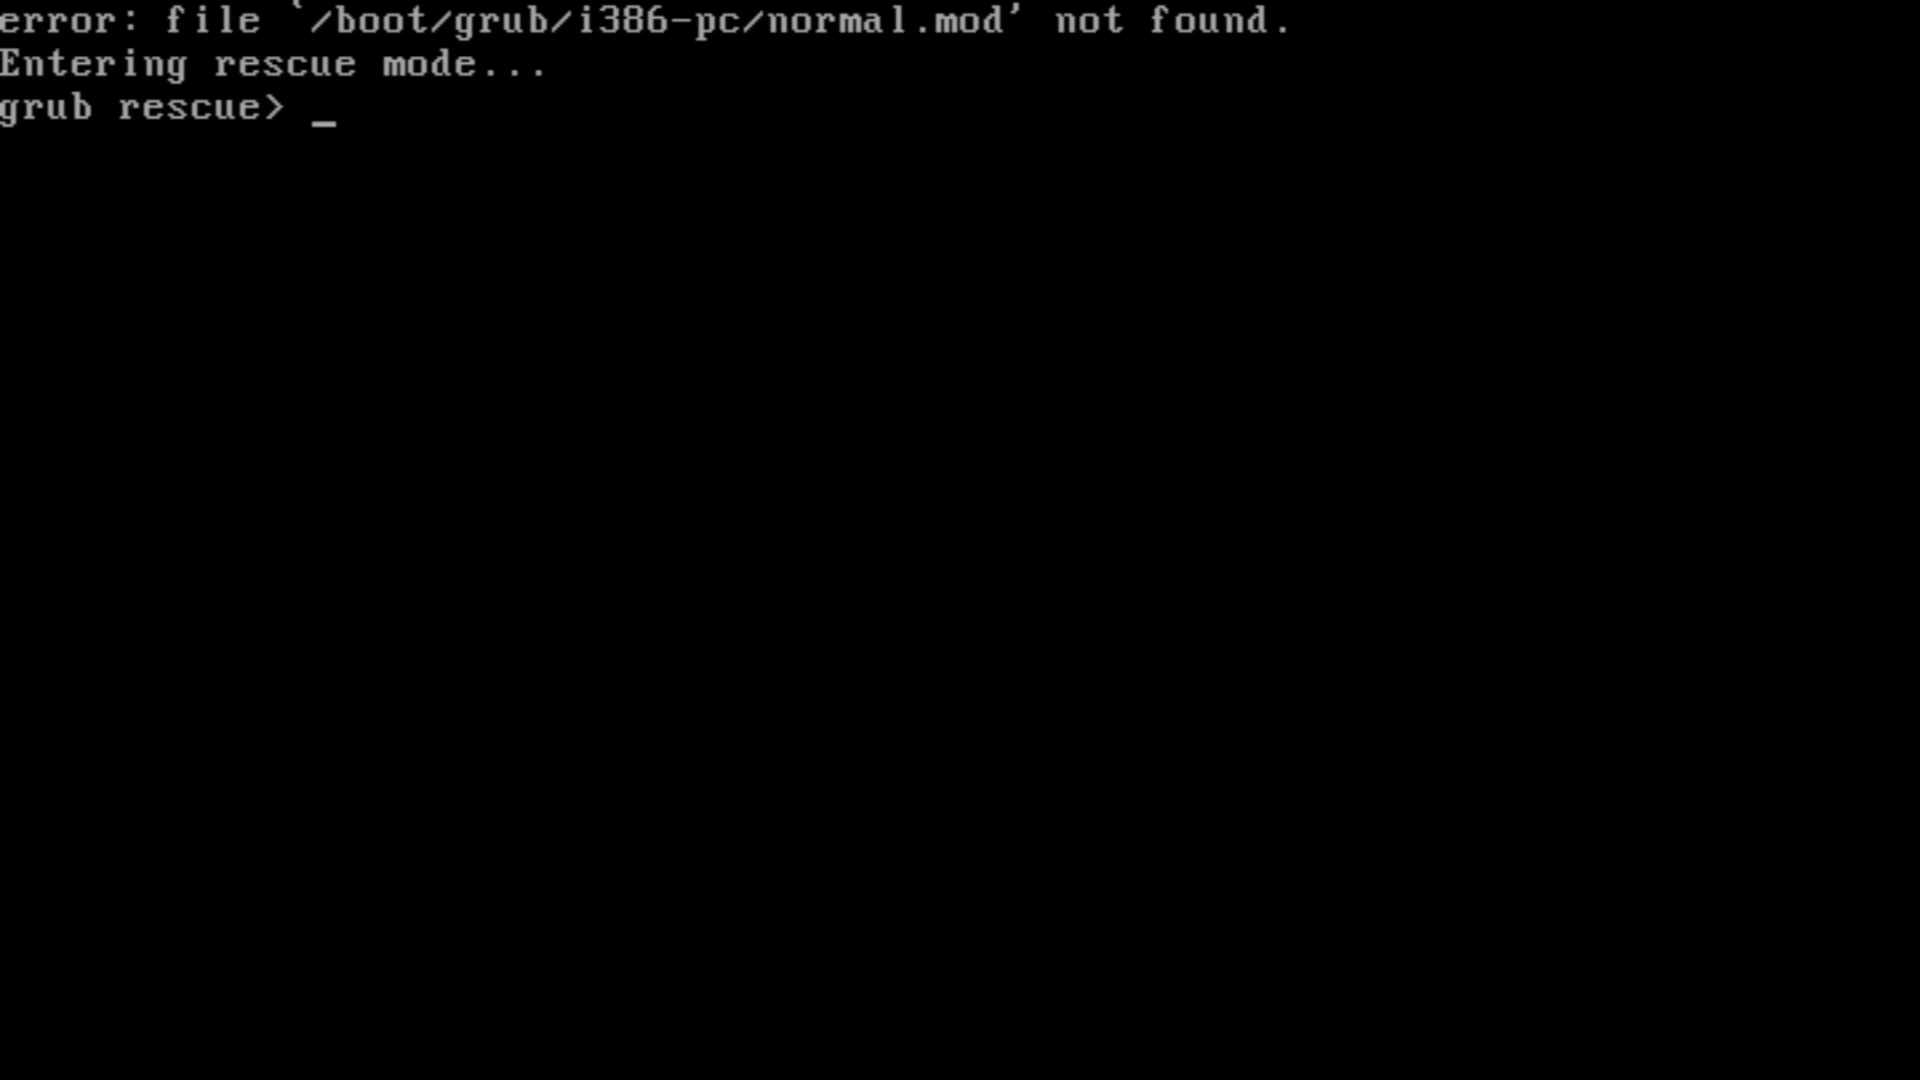 error: file `/boot/grub/i386-pc/normal.mod' not found.
Entering rescue mode...
grub rescue> _